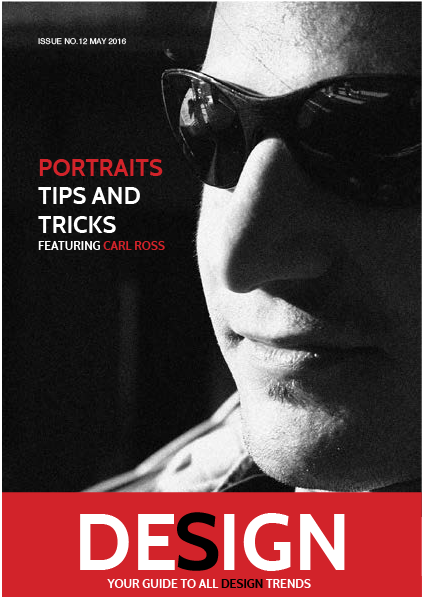 ISSUE NO.12 MAY 2016
PORTRAITS
TIPS AND
TRICKS
FEATURING CARL ROSS
DESIGN
YOUR GUIDE TO ALL DESIGN TRENDS